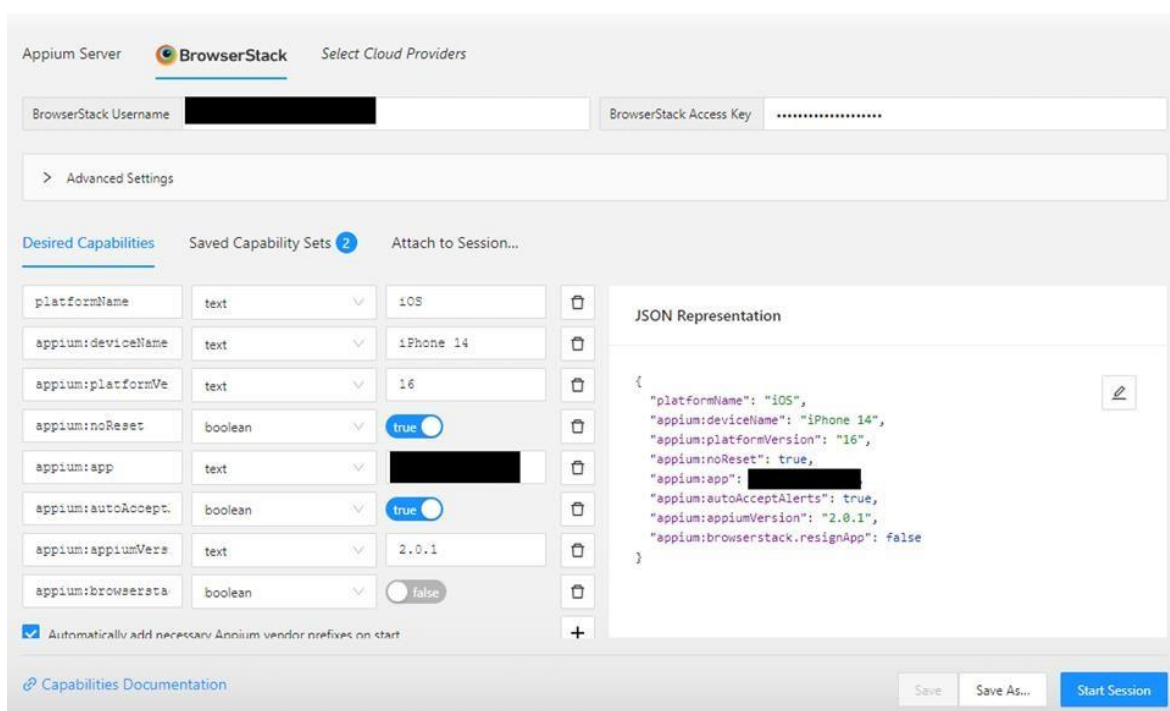 Appium Server BrowserStack Select Cloud Providers
BrowserStack Username BrowserStack Access Key ••••••••••••••••••••
> Advanced Settings
Desired Capabilities Saved Capability Sets 2 Attach to Session...
platformName text iOS
appium:deviceName text iPhone 14
appium:platformVe text 16
appium:noReset boolean true
appium:app text
appium:autoAccept boolean true
appium:appiumVers text 2.0.1
appium:browsersta boolean false
Automatically add necessary Appium vendor prefixes on start +
JSON Representation
{
"platformName": "iOS",
"appium:deviceName": "iPhone 14",
"appium:platformVersion": "16",
"appium:noReset": true,
"appium:app":
"appium:autoAcceptAlerts": true,
"appium:appiumVersion": "2.0.1",
"appium:browserstack.resignApp": false
}
Capabilities Documentation Save Save As... Start Session